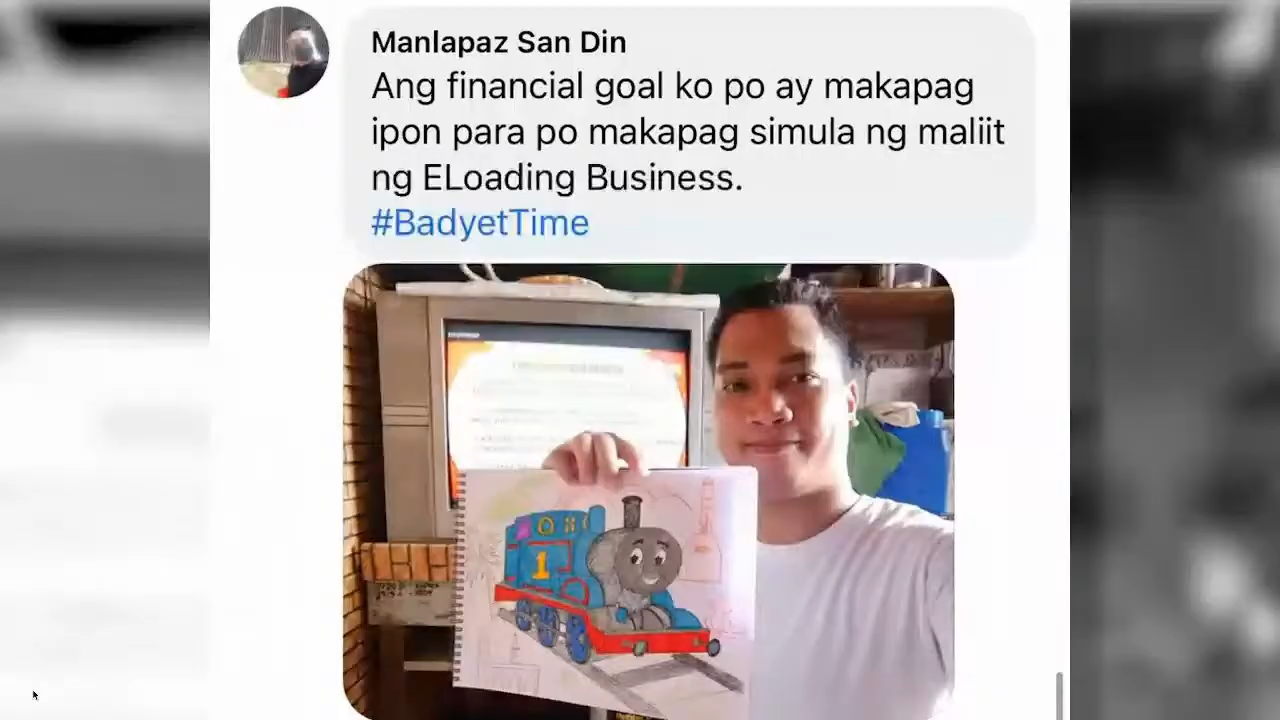 Manlapaz San Din
Ang financial goal ko po ay makapag
ipon para po makapag simula ng maliit
ng ELoading Business.
#BadyetTime
1